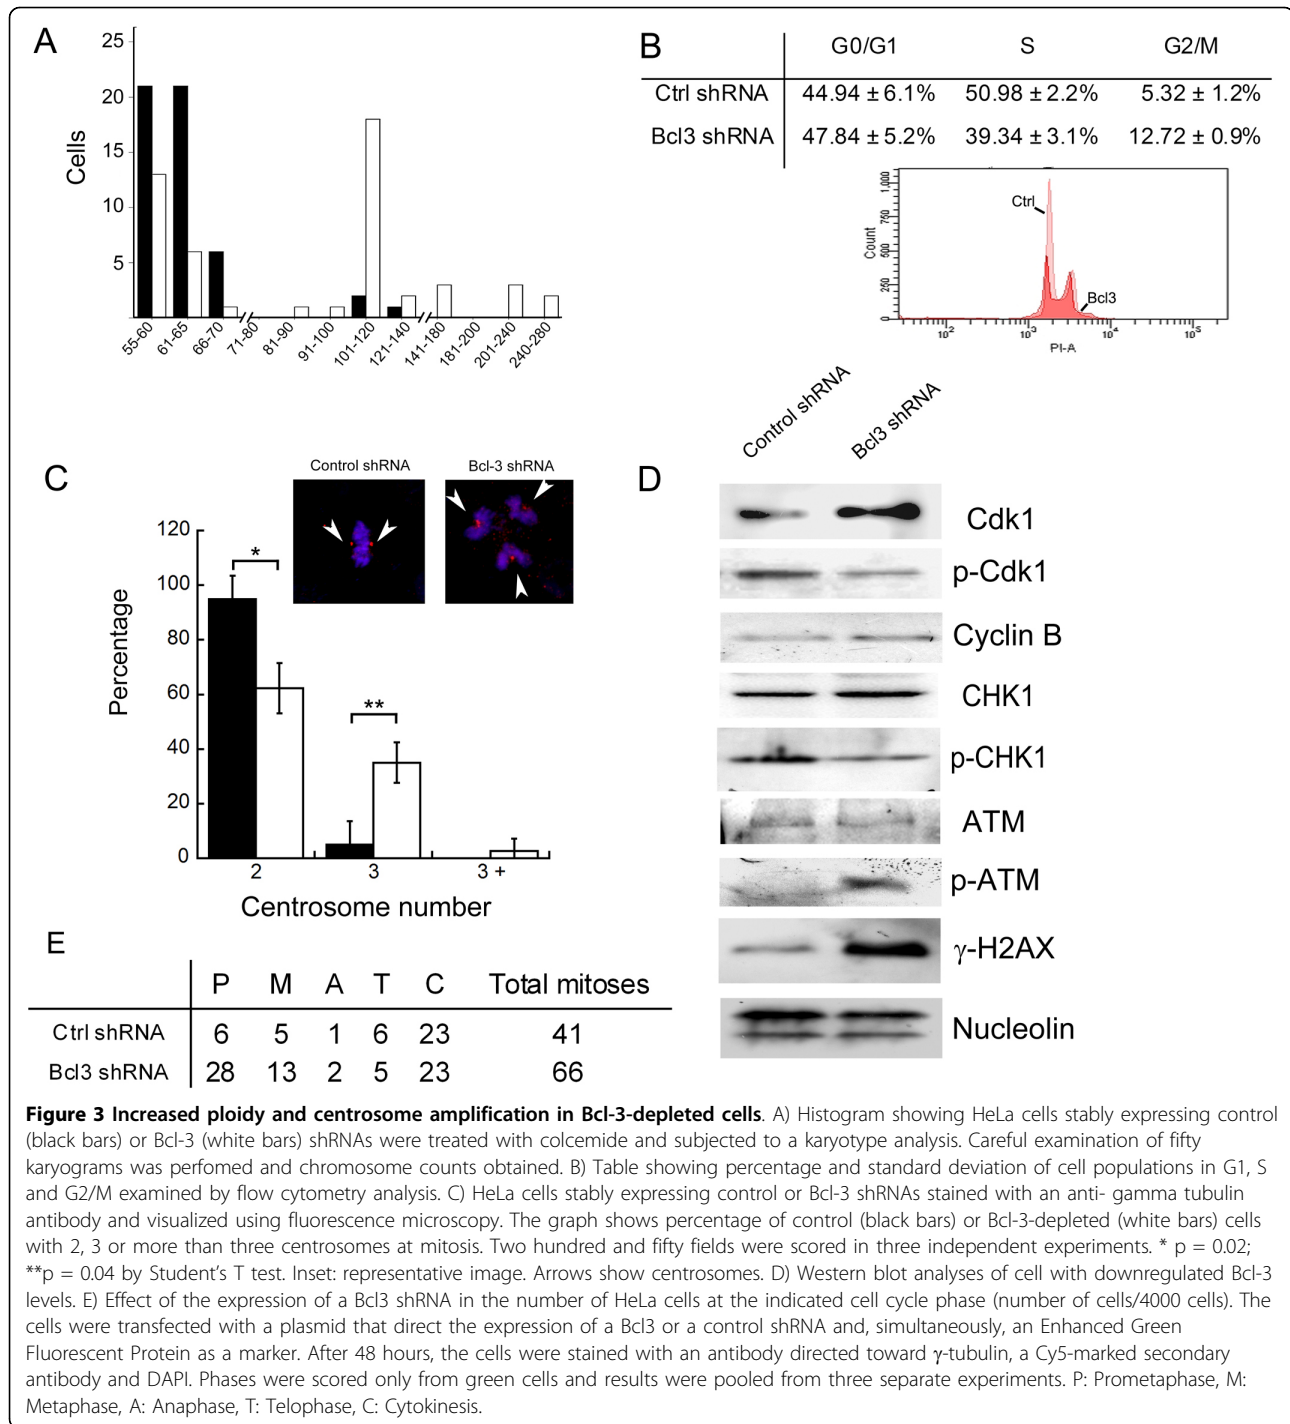 A
25
20
15
10
5
Cells
55-60
61-65
66-70
71-80
81-90
91-100
101-120
121-140
141-180
181-200
201-240
240-280
B
G0/G1 S G2/M
Ctrl shRNA 44.94 ± 6.1% 50.98 ± 2.2% 5.32 ± 1.2%
Bcl3 shRNA 47.84 ± 5.2% 39.34 ± 3.1% 12.72 ± 0.9%
1,000
750
500
250
0
Count
Ctrl
Bcl3
10² 10³ 10⁴ 10⁵
PI-A
C
Control shRNA Bcl-3 shRNA
120
100
80
60
40
20
0
Percentage
*
**
2 3 3 +
Centrosome number
D
Control shRNA
Bcl3 shRNA
Cdk1
p-Cdk1
Cyclin B
CHK1
p-CHK1
ATM
p-ATM
γ-H2AX
Nucleolin
E
P M A T C Total mitoses
Ctrl shRNA 6 5 1 6 23 41
Bcl3 shRNA 28 13 2 5 23 66
Figure 3 Increased ploidy and centrosome amplification in Bcl-3-depleted cells. A) Histogram showing HeLa cells stably expressing control
(black bars) or Bcl-3 (white bars) shRNAs were treated with colcemide and subjected to a karyotype analysis. Careful examination of fifty
karyograms was perfomed and chromosome counts obtained. B) Table showing percentage and standard deviation of cell populations in G1, S
and G2/M examined by flow cytometry analysis. C) HeLa cells stably expressing control or Bcl-3 shRNAs stained with an anti- gamma tubulin
antibody and visualized using fluorescence microscopy. The graph shows percentage of control (black bars) or Bcl-3-depleted (white bars) cells
with 2, 3 or more than three centrosomes at mitosis. Two hundred and fifty fields were scored in three independent experiments. * p = 0.02;
**p = 0.04 by Student's T test. Inset: representative image. Arrows show centrosomes. D) Western blot analyses of cell with downregulated Bcl-3
levels. E) Effect of the expression of a Bcl3 shRNA in the number of HeLa cells at the indicated cell cycle phase (number of cells/4000 cells). The
cells were transfected with a plasmid that direct the expression of a Bcl3 or a control shRNA and, simultaneously, an Enhanced Green
Fluorescent Protein as a marker. After 48 hours, the cells were stained with an antibody directed toward γ-tubulin, a Cy5-marked secondary
antibody and DAPI. Phases were scored only from green cells and results were pooled from three separate experiments. P: Prometaphase, M:
Metaphase, A: Anaphase, T: Telophase, C: Cytokinesis.